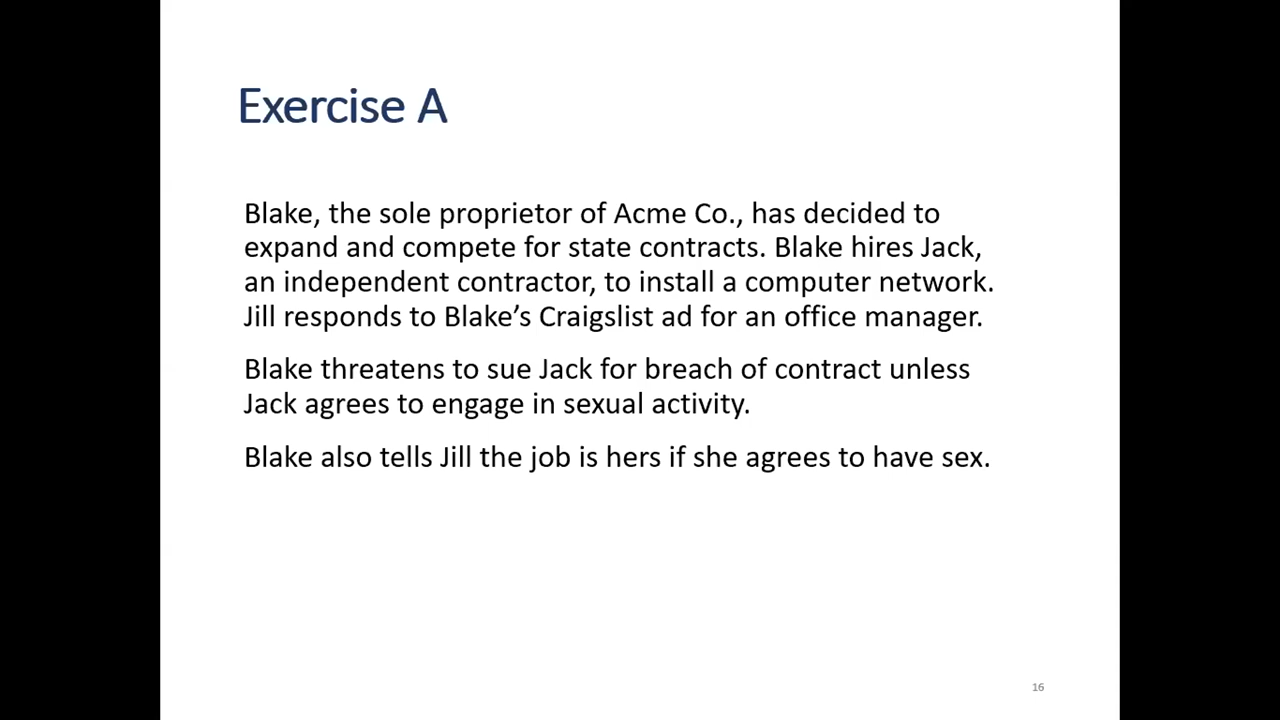 Exercise A
Blake, the sole proprietor of Acme Co., has decided to
expand and compete for state contracts. Blake hires Jack,
an independent contractor, to install a computer network.
Jill responds to Blake’s Craigslist ad for an office manager.
Blake threatens to sue Jack for breach of contract unless
Jack agrees to engage in sexual activity.
Blake also tells Jill the job is hers if she agrees to have sex.
16